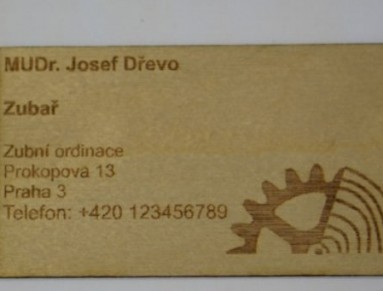 MUDr. Josef Dřevo
Zubař
Zubní ordinace
Prokopova 13
Praha 3
Telefon: +420 123456789